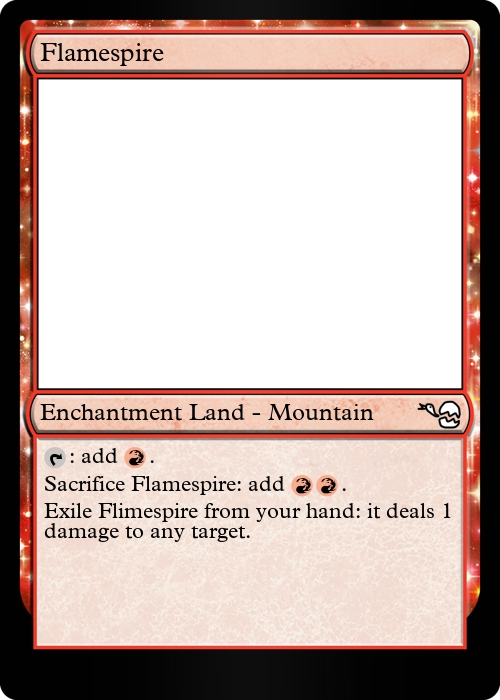 Flamespire
Enchantment Land - Mountain
: add .
Sacrifice Flamespire: add .
Exile Flimespire from your hand: it deals 1
damage to any target.